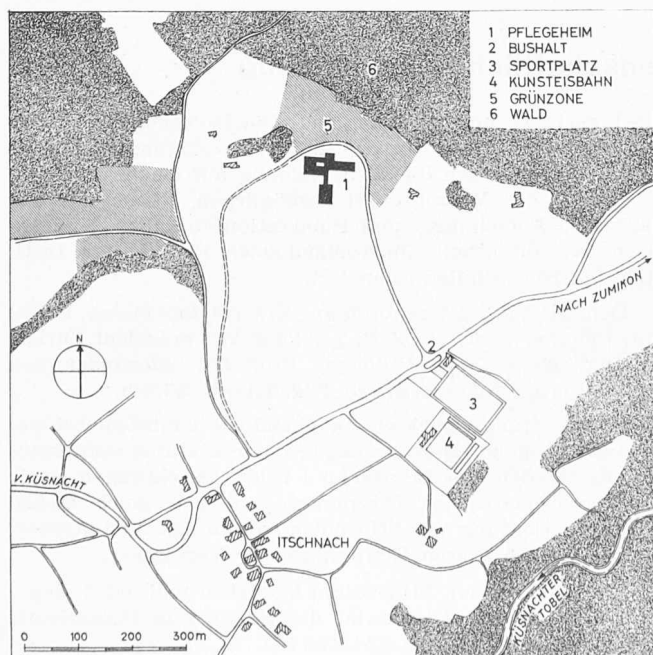 1 PFLEGEHEIM
2 BUSHALT
3 SPORTPLATZ
4 KUNSTEISBAHN
5 GRÜNZONE
6 WALD
6
5
1
NACH ZUMIKON
2
N
3
4
V. KÜSNACHT
ITSCHNACH
KÜSNACHTER
TOBEL
0 100 200 300 m